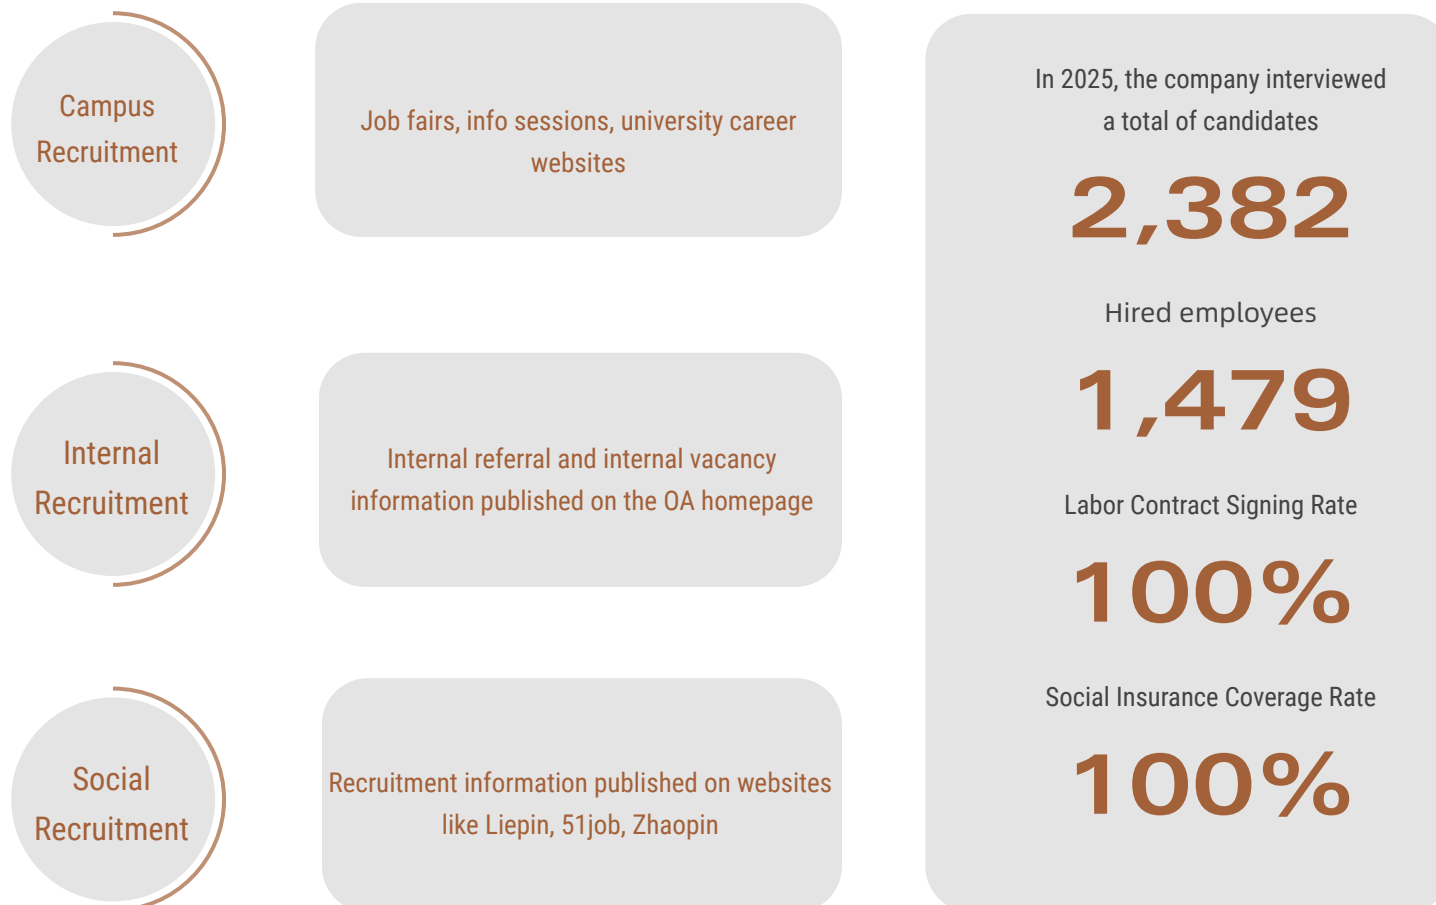 Campus
Recruitment
Job fairs, info sessions, university career
websites
Internal
Recruitment
Internal referral and internal vacancy
information published on the OA homepage
Social
Recruitment
Recruitment information published on websites
like Liepin, 51job, Zhaopin
In 2025, the company interviewed
a total of candidates
2,382
Hired employees
1,479
Labor Contract Signing Rate
100%
Social Insurance Coverage Rate
100%